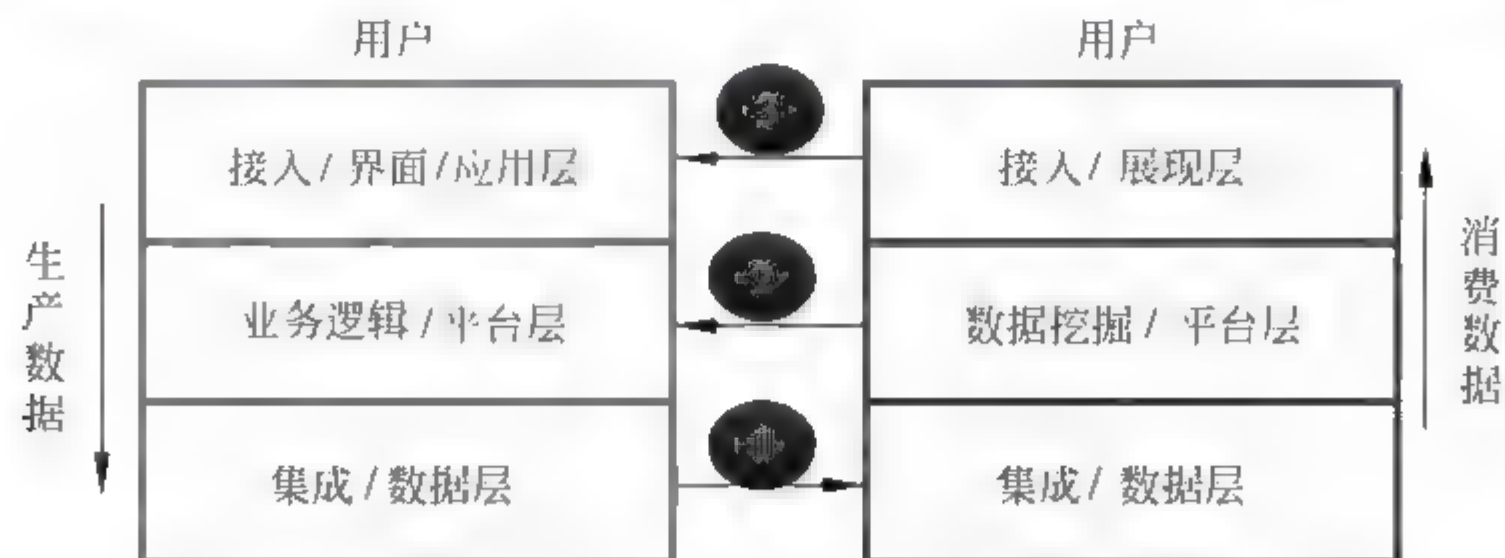 用户
用户
接入/界面/应用层
接入/展现层
生产数据
消费数据
业务逻辑/平台层
数据挖掘/平台层
集成/数据层
集成/数据层